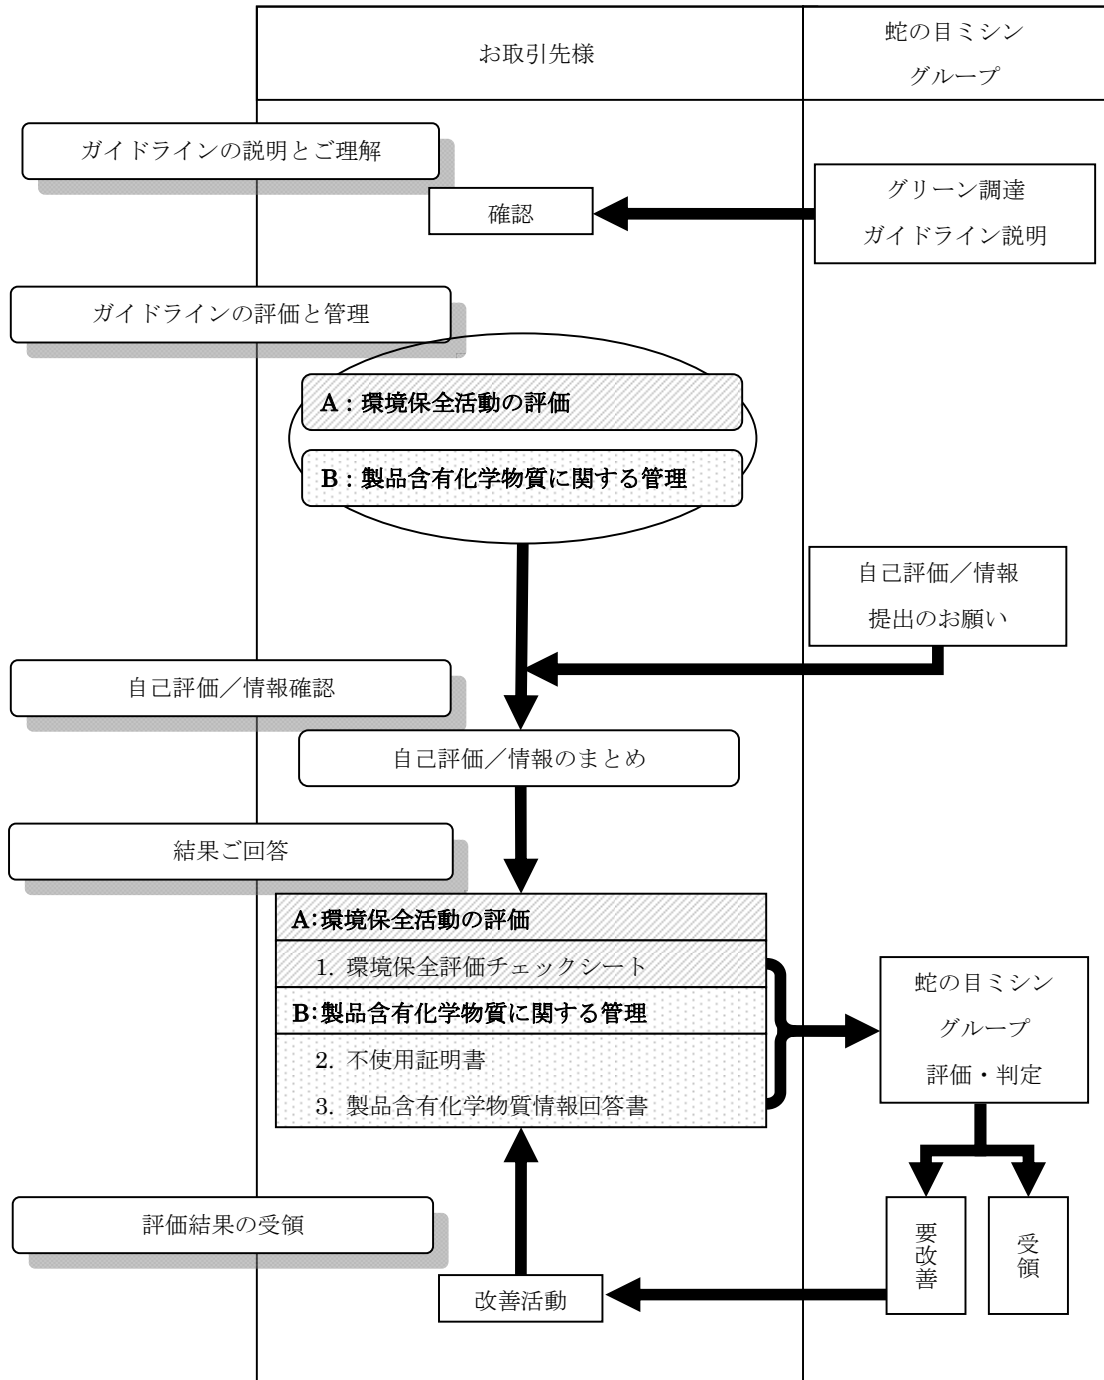 お取引先様
蛇の目ミシン
グループ
ガイドラインの説明とご理解
確認
グリーン調達
ガイドライン説明
ガイドラインの評価と管理
A：環境保全活動の評価
B：製品含有化学物質に関する管理
自己評価／情報
提出のお願い
自己評価／情報確認
自己評価／情報のまとめ
結果ご回答
A:環境保全活動の評価
1. 環境保全評価チェックシート
B:製品含有化学物質に関する管理
2. 不使用証明書
3. 製品含有化学物質情報回答書
蛇の目ミシン
グループ
評価・判定
評価結果の受領
要改善
受領
改善活動